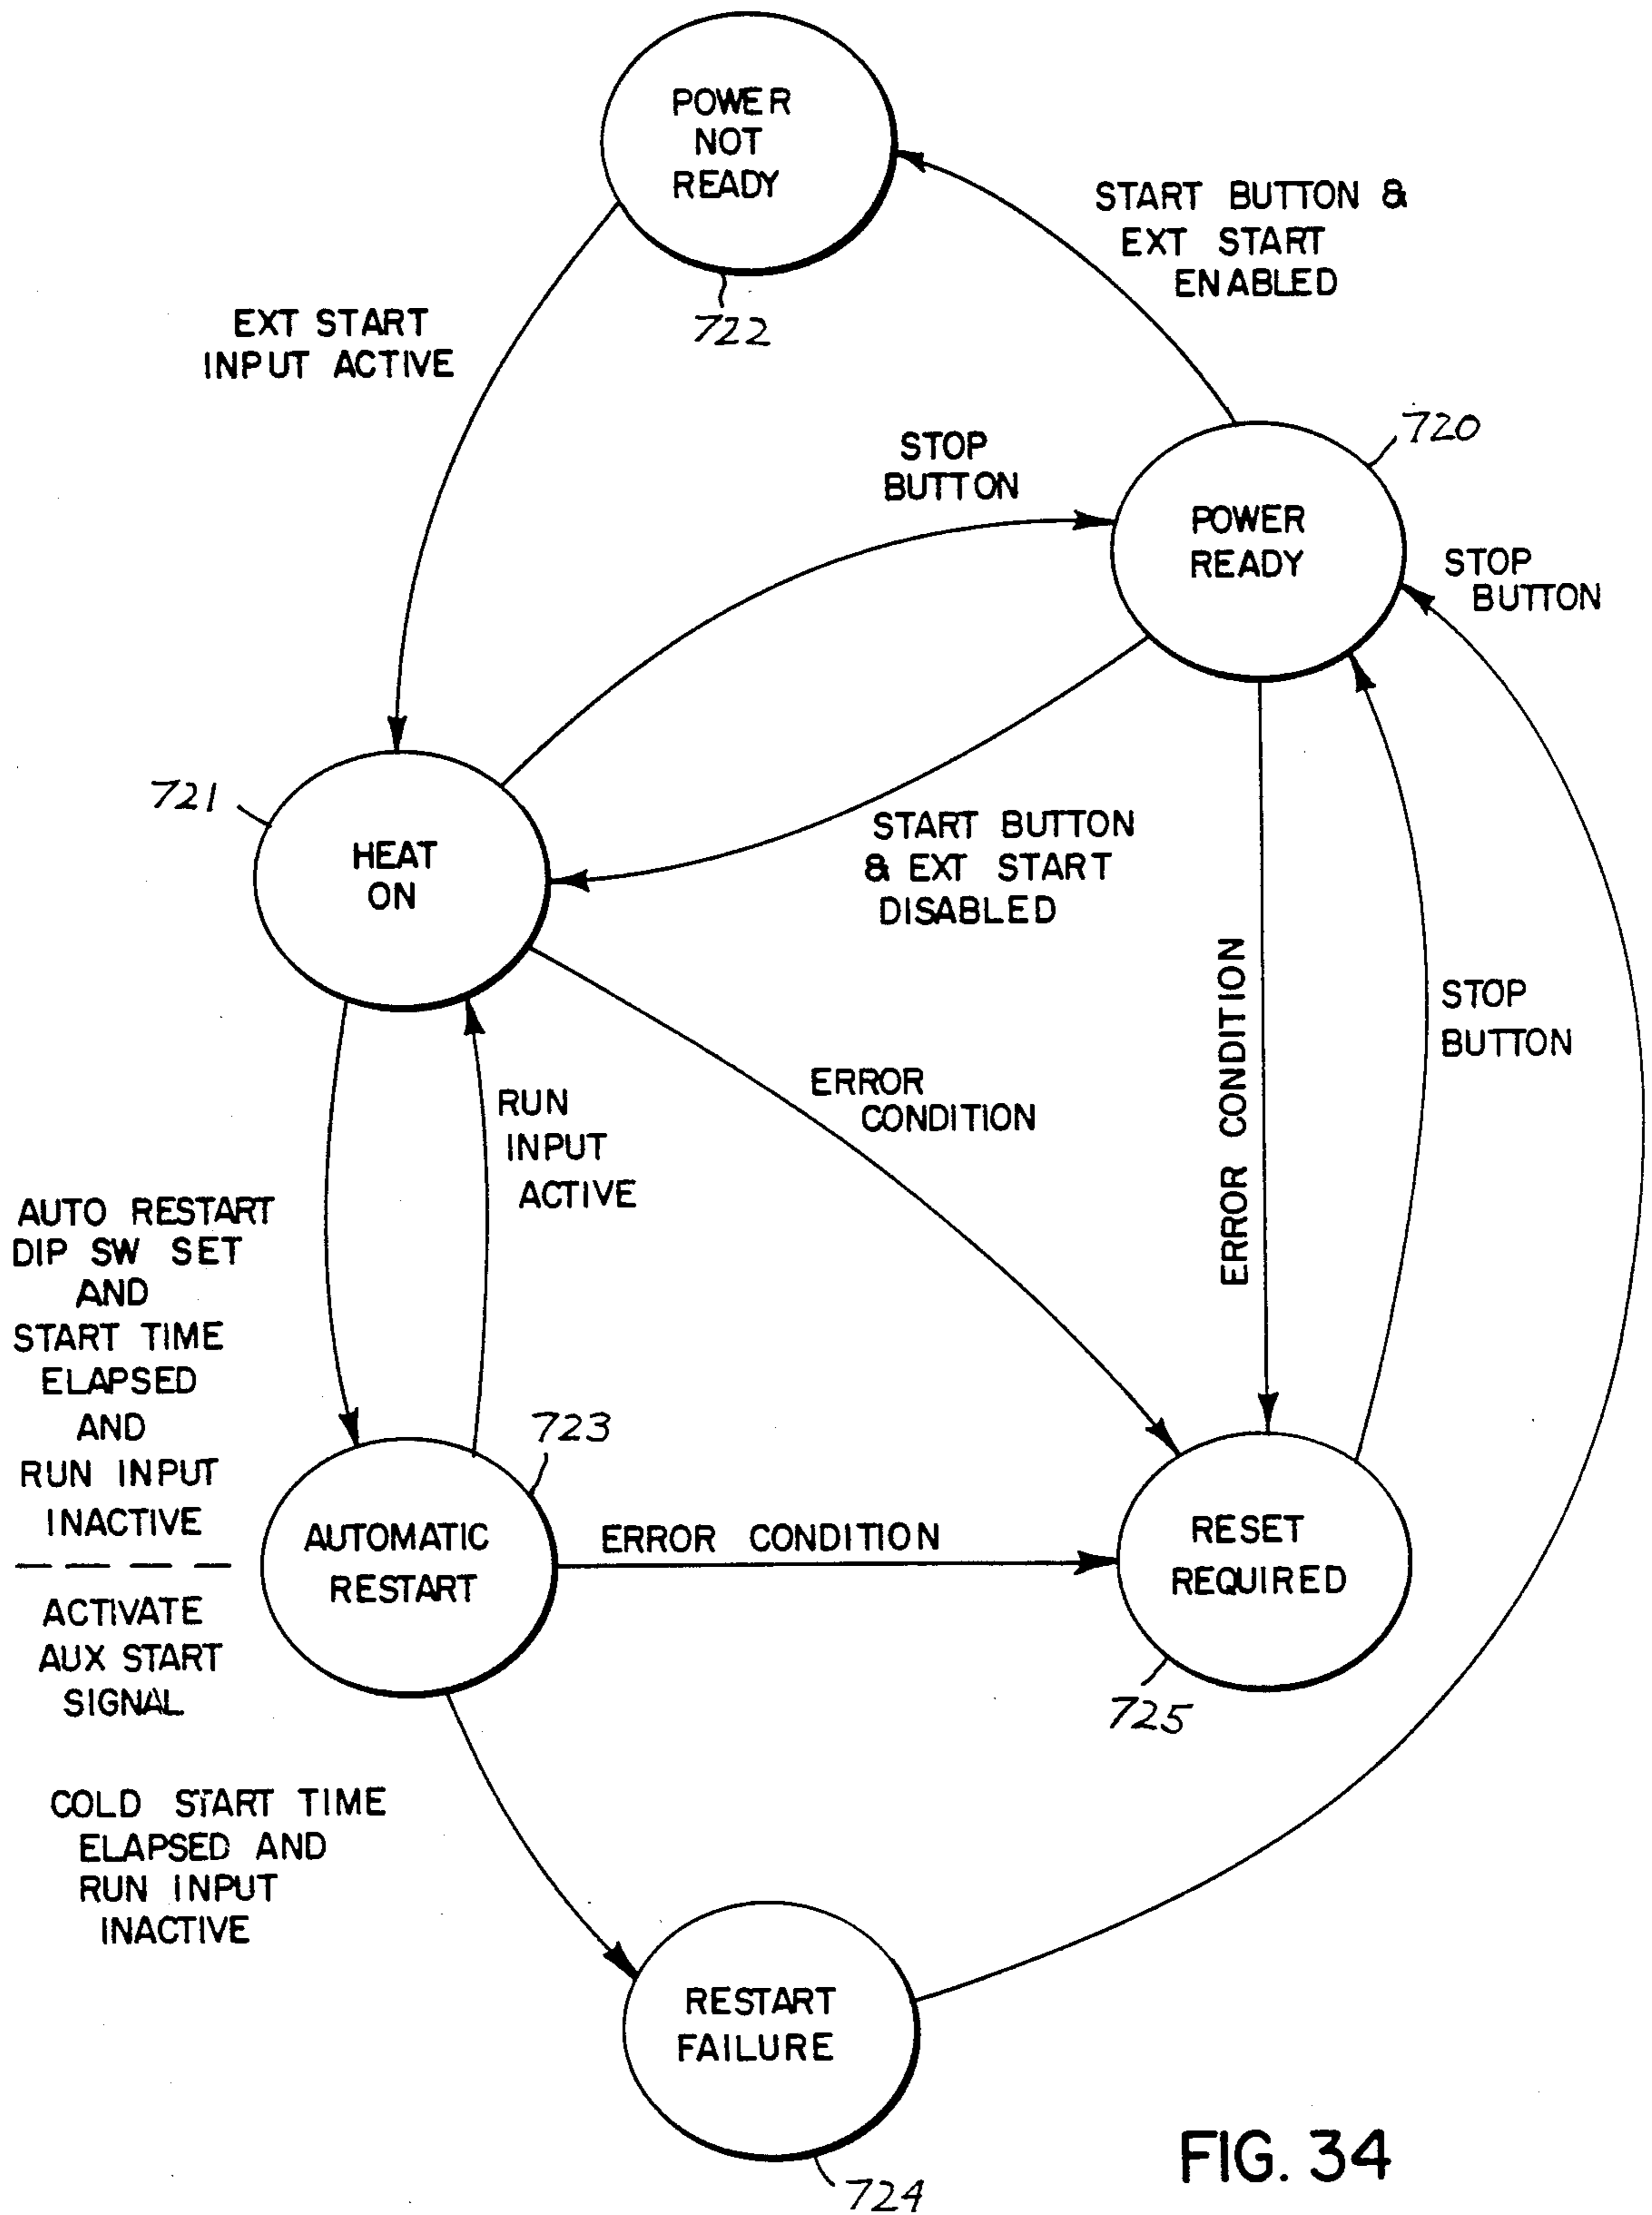 POWER
NOT
READY
722
START BUTTON &
EXT START
ENABLED
EXT START
INPUT ACTIVE
720
STOP
BUTTON
POWER
READY
STOP
BUTTON
721
HEAT
ON
START BUTTON
& EXT START
DISABLED
ERROR CONDITION
STOP
BUTTON
ERROR
CONDITION
RUN
INPUT
ACTIVE
AUTO RESTART
DIP SW SET
AND
START TIME
ELAPSED
AND
RUN INPUT
INACTIVE
ACTIVATE
AUX START
SIGNAL
723
AUTOMATIC
RESTART
ERROR CONDITION
RESET
REQUIRED
725
COLD START TIME
ELAPSED AND
RUN INPUT
INACTIVE
RESTART
FAILURE
724
FIG. 34